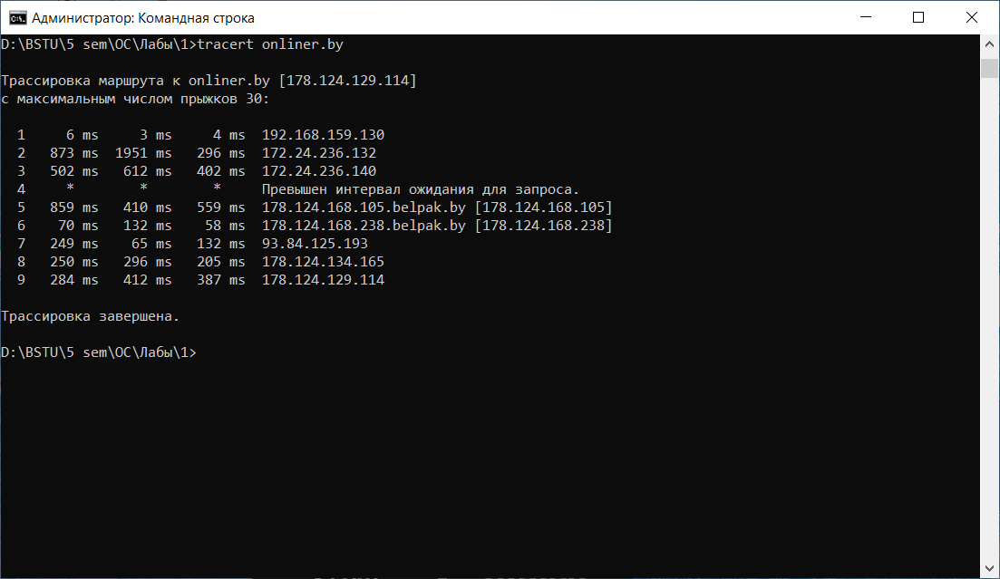 Администратор: Командная строка
D:\BSTU\5 sem\ОС\Лабы\1>tracert onliner.by
Трассировка маршрута к onliner.by [178.124.129.114]
с максимальным числом прыжков 30:
1 6 ms 3 ms 4 ms 192.168.159.130
2 873 ms 1951 ms 296 ms 172.24.236.132
3 502 ms 612 ms 402 ms 172.24.236.140
4 * * * Превышен интервал ожидания для запроса.
5 859 ms 410 ms 559 ms 178.124.168.105.belpak.by [178.124.168.105]
6 70 ms 132 ms 58 ms 178.124.168.238.belpak.by [178.124.168.238]
7 249 ms 65 ms 132 ms 93.84.125.193
8 250 ms 296 ms 205 ms 178.124.134.165
9 284 ms 412 ms 387 ms 178.124.129.114
Трассировка завершена.
D:\BSTU\5 sem\ОС\Лабы\1>